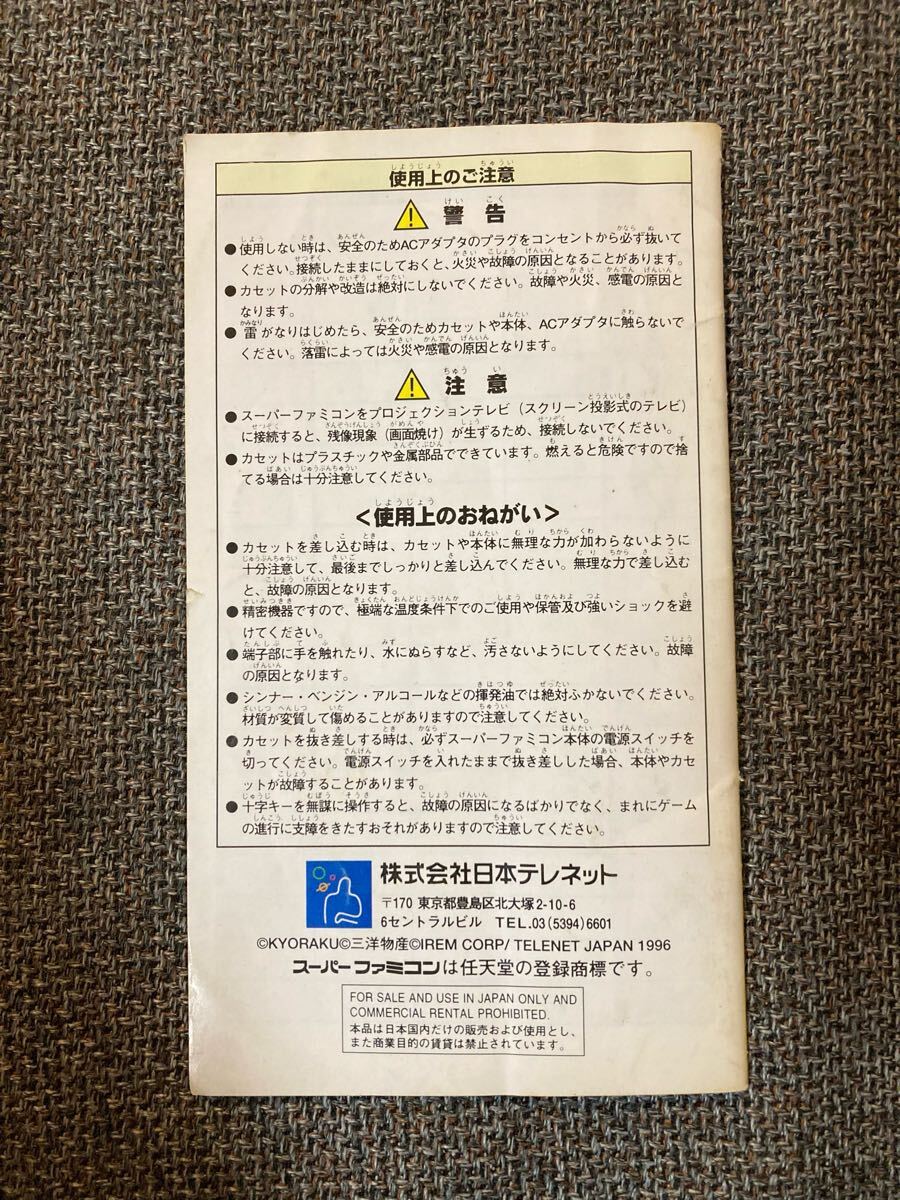 使用上のご注意
警告
●使用しない時は、安全のためACアダプタのプラグをコンセントから必ず抜いて
ください。接続したままにしておくと、火災や故障の原因となることがあります。
●カセットの分解や改造は絶対にしないでください。故障や火災、感電の原因と
なります。
●雷がなりはじめたら、安全のためカセットや本体、ACアダプタに触らないで
ください。落雷によっては火災や感電の原因となります。
注意
●スーパーファミコンをプロジェクションテレビ（スクリーン投影式のテレビ）
に接続すると、残像現象（画面焼け）が生ずるため、接続しないでください。
●カセットはプラスチックや金属部品でできています。燃えると危険ですので捨
てる場合は十分注意してください。
＜使用上のおねがい＞
●カセットを差し込む時は、カセットや本体に無理な力が加わらないように
十分注意して、最後までしっかりと差し込んでください。無理な力で差し込む
と、故障の原因となります。
●精密機器ですので、極端な温度条件下でのご使用や保管及び強いショックを避
けてください。
●端子部に手を触れたり、水にぬらすなど、汚さないようにしてください。故障
の原因となります。
●シンナー・ベンジン・アルコールなどの揮発油では絶対ふかないでください。
材質が変質して傷めることがありますので注意してください。
●カセットを抜き差しする時は、必ずスーパーファミコン本体の電源スイッチを
切ってください。電源スイッチを入れたままで抜き差しした場合、本体やカセ
ットが故障することがあります。
●十字キーを無謀に操作すると、故障の原因になるばかりでなく、まれにゲーム
の進行に支障をきたすおそれがありますので注意してください。
株式会社日本テレネット
〒170 東京都豊島区北大塚2-10-6
6セントラルビル TEL.03(5394)6601
©KYORAKU©三洋物産©IREM CORP/ TELENET JAPAN 1996
スーパーファミコンは任天堂の登録商標です。
FOR SALE AND USE IN JAPAN ONLY AND
COMMERCIAL RENTAL PROHIBITED.
本品は日本国内だけの販売および使用とし、
また商業目的の賃貸は禁止されています。